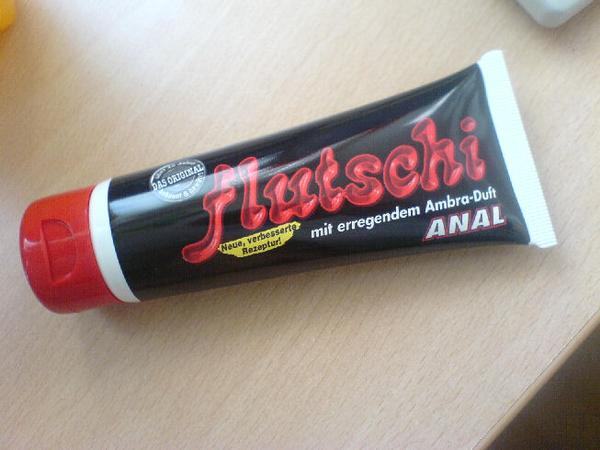 DAS ORIGINAL
flutschi
Neue, verbesserte
Rezeptur!
mit erregendem Ambra-Duft
ANAL